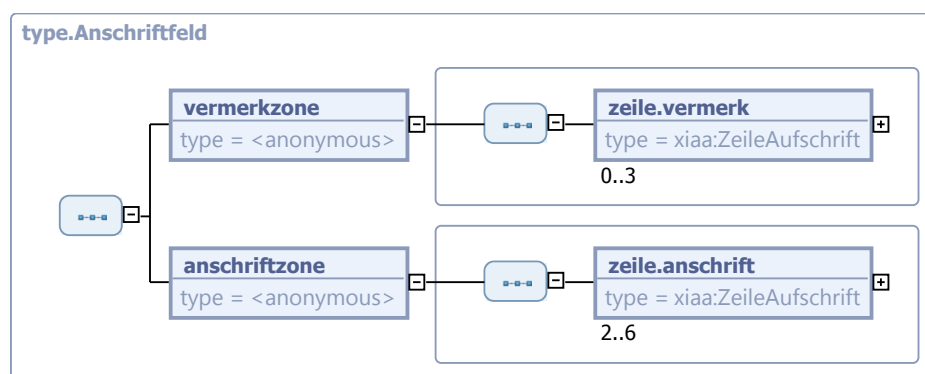 type.Anschriftfeld
vermerkzone
type = <anonymous>
zeile.vermerk
type = xiaa:ZeileAufschrift
0..3
anschriftzone
type = <anonymous>
zeile.anschrift
type = xiaa:ZeileAufschrift
2..6